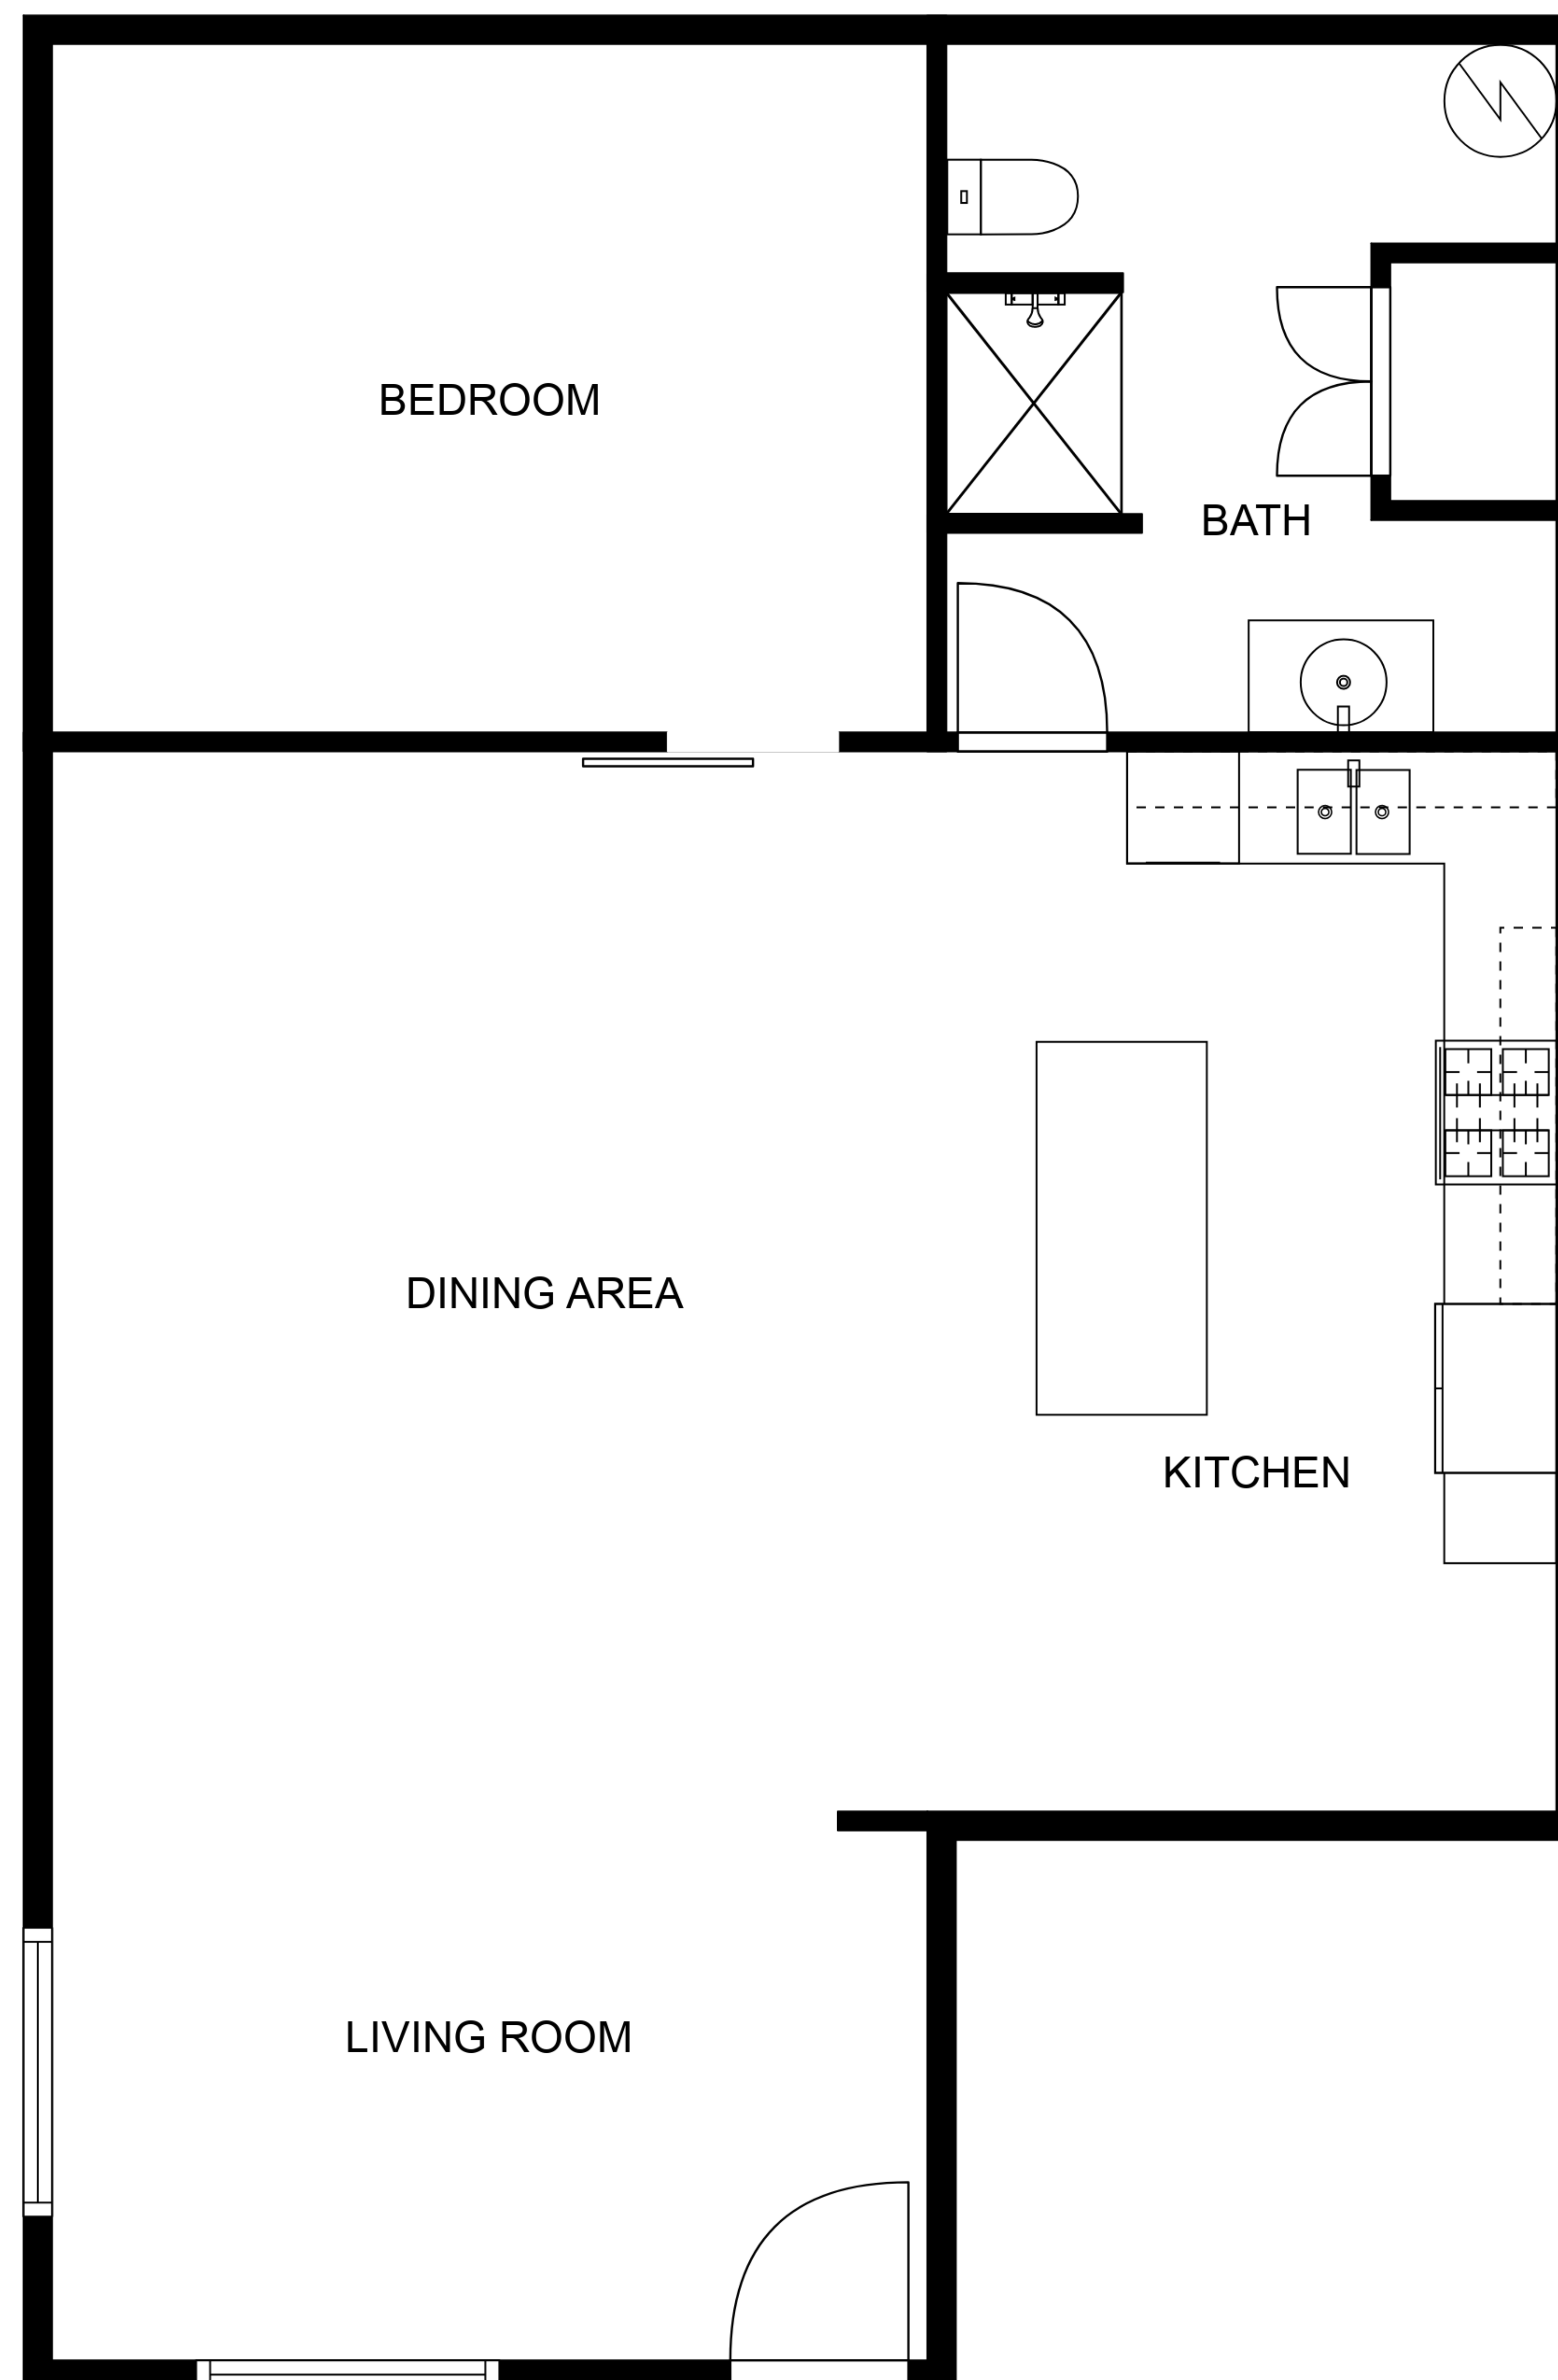 BEDROOM
BATH
DINING AREA
KITCHEN
LIVING ROOM